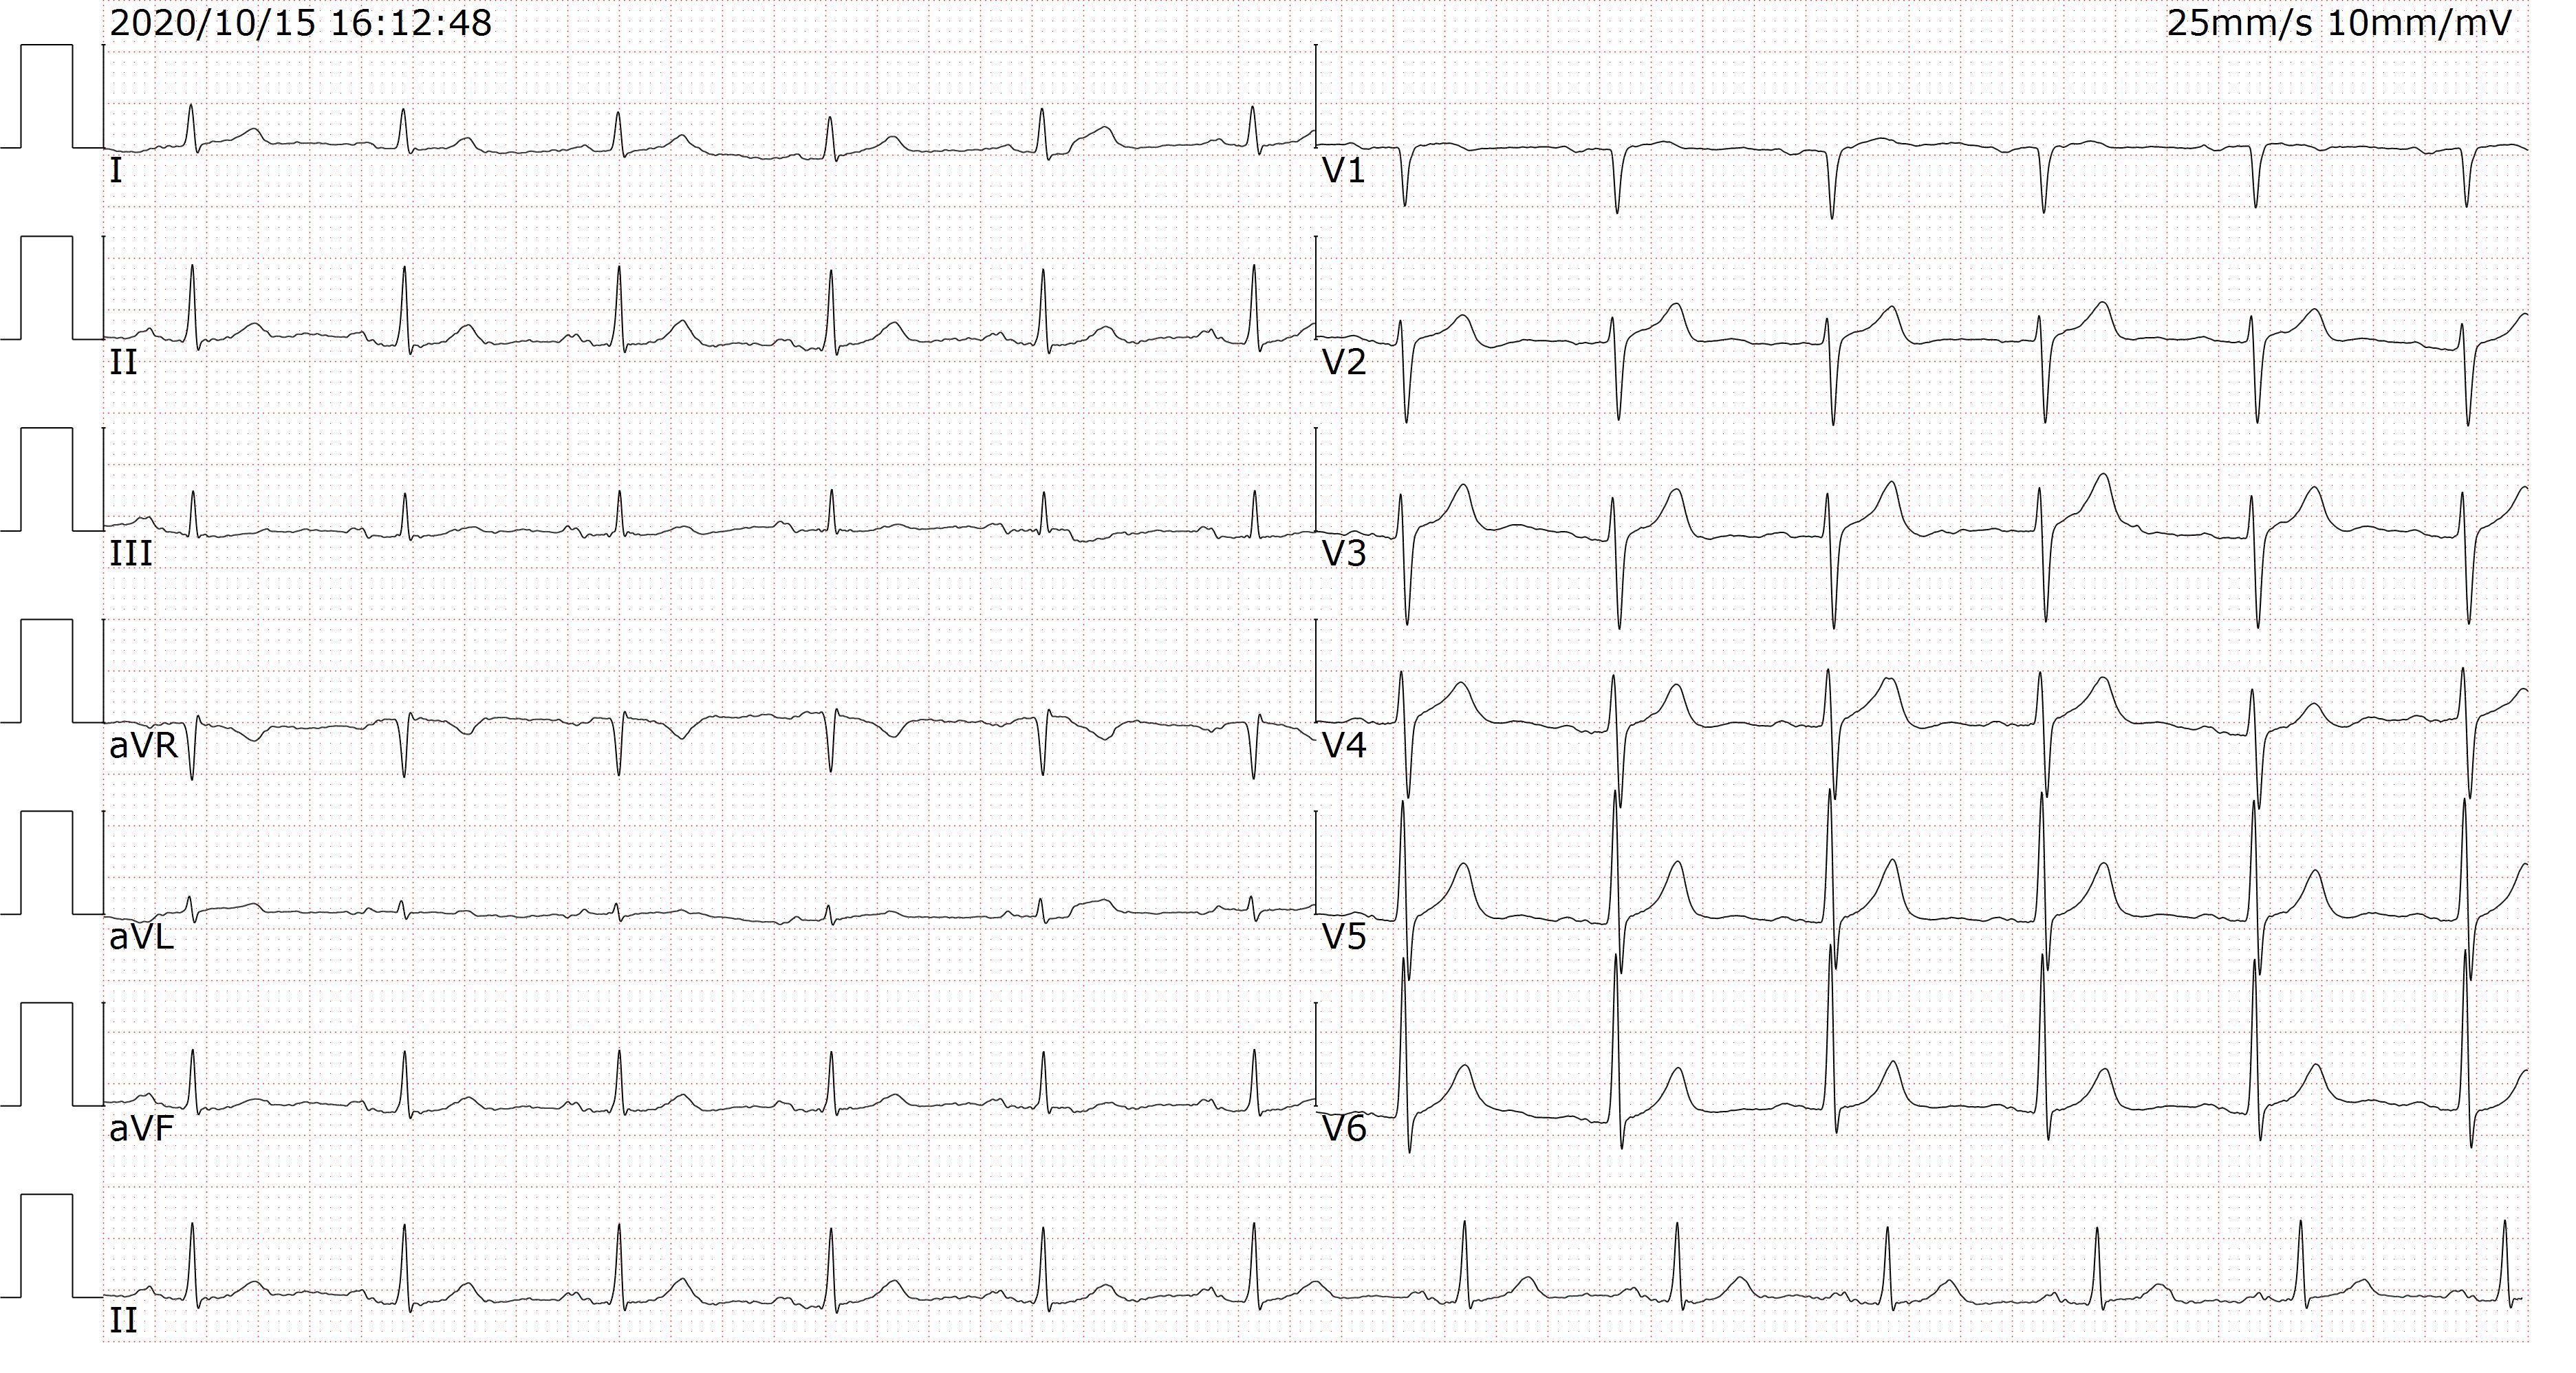 2020/10/15 16:12:48 25mm/s 10mm/mV
I V1
II V2
III V3
aVR V4
aVL V5
aVF V6
II